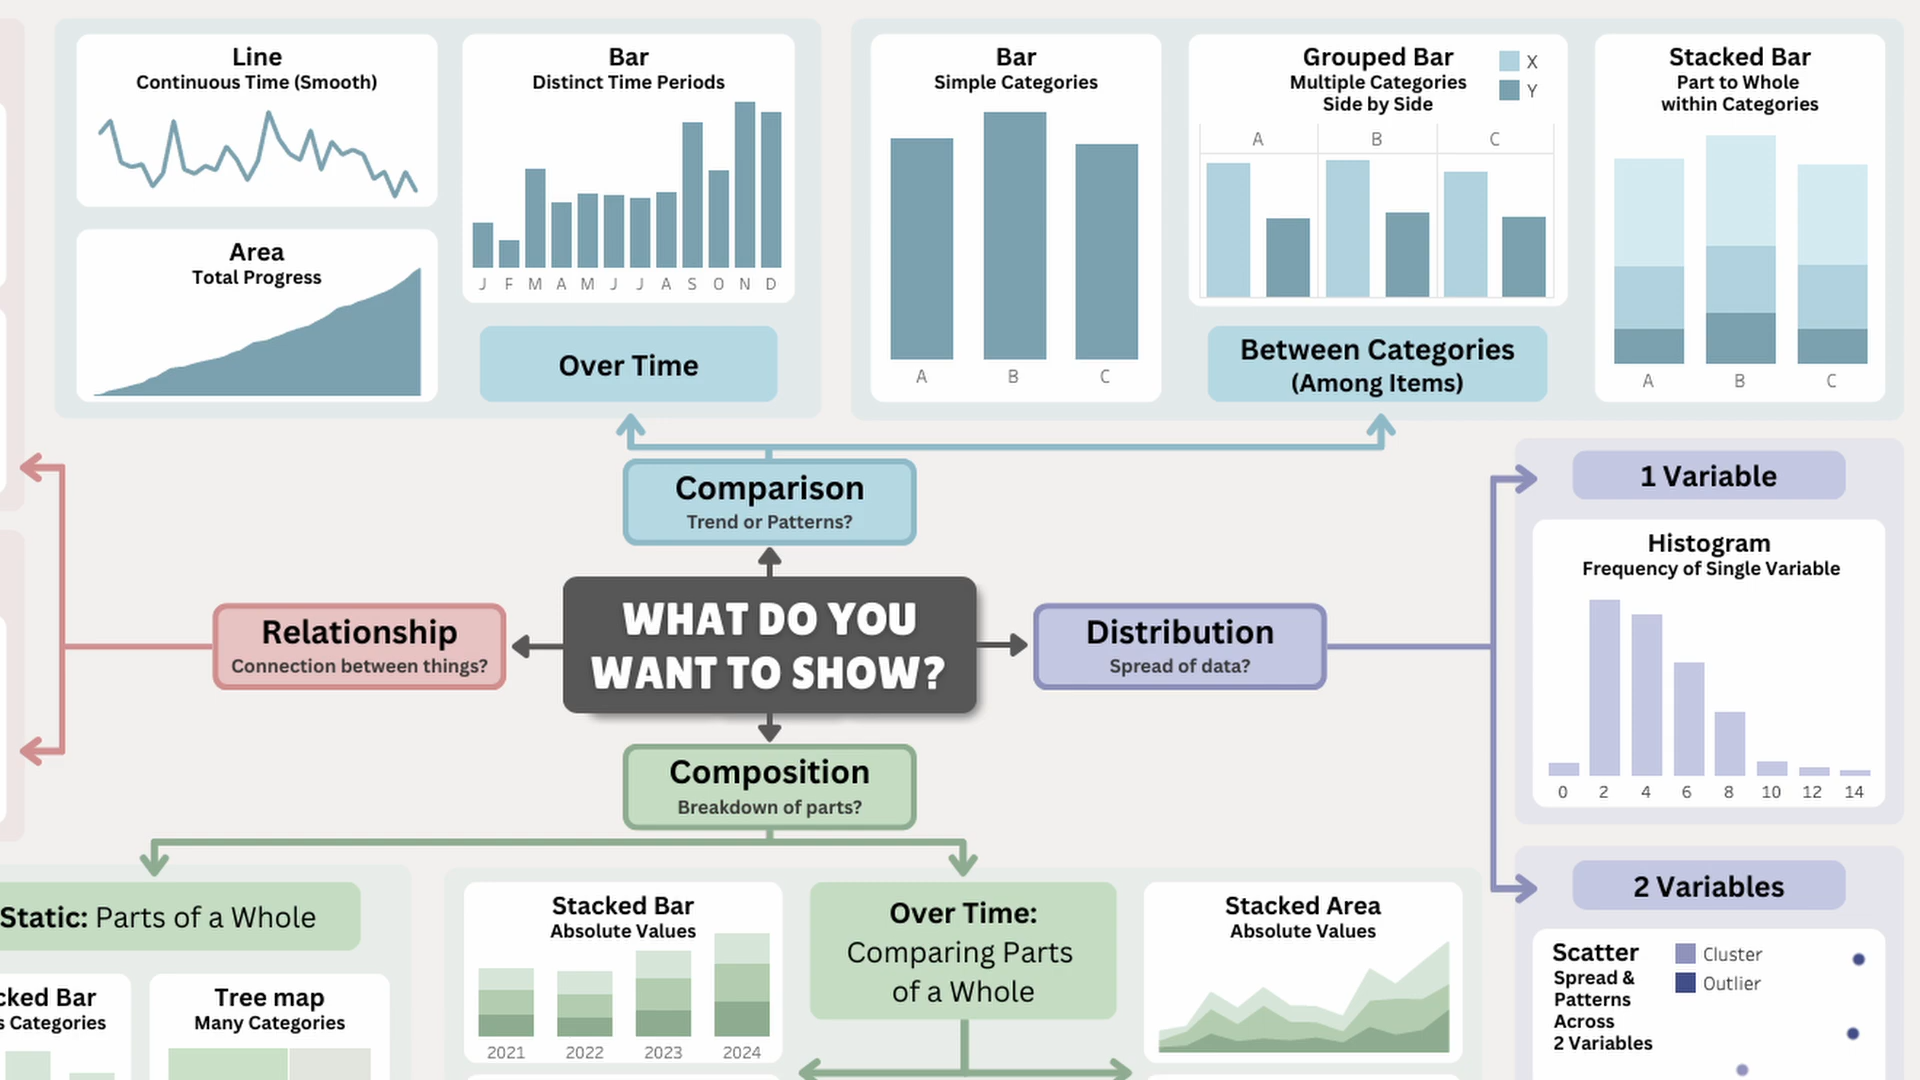 Line
Continuous Time (Smooth)
Area
Total Progress
Bar
Distinct Time Periods
J F M A M J J A S O N D
Over Time
Bar
Simple Categories
A B C
Grouped Bar
Multiple Categories
Side by Side
X
Y
A B C
Between Categories
(Among Items)
Stacked Bar
Part to Whole
within Categories
A B C
Comparison
Trend or Patterns?
WHAT DO YOU
WANT TO SHOW?
Relationship
Connection between things?
Distribution
Spread of data?
Composition
Breakdown of parts?
1 Variable
Histogram
Frequency of Single Variable
0 2 4 6 8 10 12 14
2 Variables
Scatter
Spread &
Patterns
Across
2 Variables
Cluster
Outlier
Static: Parts of a Whole
cked Bar
s Categories
Tree map
Many Categories
Stacked Bar
Absolute Values
2021 2022 2023 2024
Over Time:
Comparing Parts
of a Whole
Stacked Area
Absolute Values